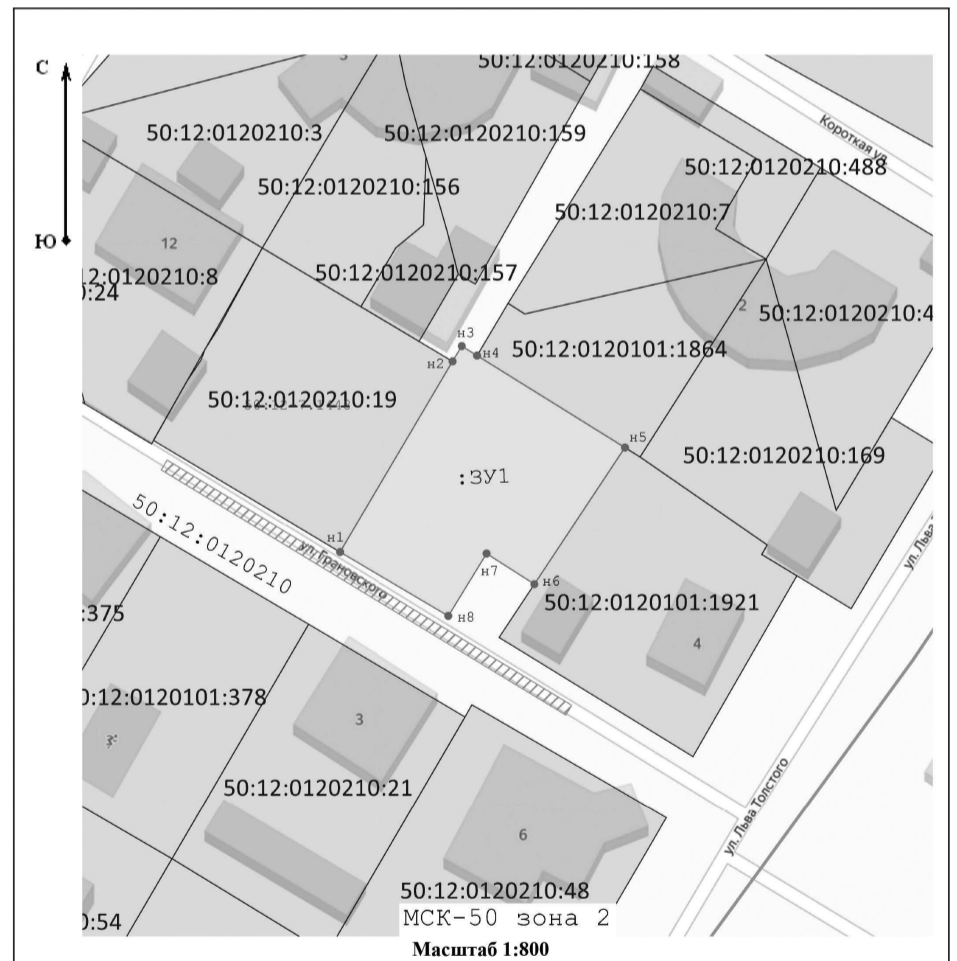 С
Ю
3
50:12:0120210:158
50:12:0120210:3
50:12:0120210:159
Короткая ул.
50:12:0120210:156
50:12:0120210:488
50:12:0120210:7
12
50:12:0120210:157
12:0120210:8
:24
2
50:12:0120210:4
н3
н2
н4
50:12:0120101:1864
50:12:0120210:19
н5
50:12:0120210:169
:ЗУ1
50:12:0120210
н1
ул. Грановского
н7
н6
50:12:0120101:1921
н8
ул. Льва
:375
4
0:12:0120101:378
3
50:12:0120210:21
ул. Льва Толстого
6
50:12:0120210:48
:54
МСК-50 зона 2
Масштаб 1:800